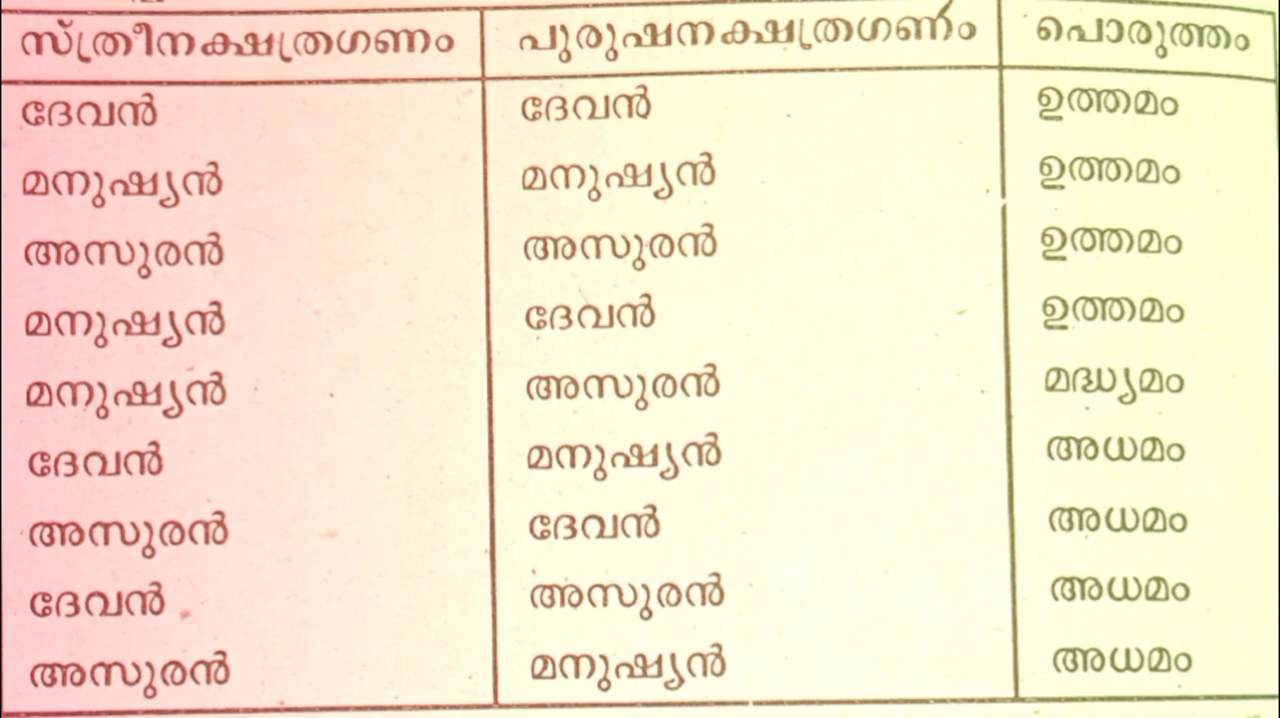 സ്ത്രീനക്ഷത്രഗണം പുരുഷനക്ഷത്രഗണം പൊരുത്തം
ദേവൻ ദേവൻ ഉത്തമം
മനുഷ്യൻ മനുഷ്യൻ ഉത്തമം
അസുരൻ അസുരൻ ഉത്തമം
മനുഷ്യൻ ദേവൻ ഉത്തമം
മനുഷ്യൻ അസുരൻ മദ്ധ്യമം
ദേവൻ മനുഷ്യൻ അധമം
അസുരൻ ദേവൻ അധമം
ദേവൻ അസുരൻ അധമം
അസുരൻ മനുഷ്യൻ അധമം